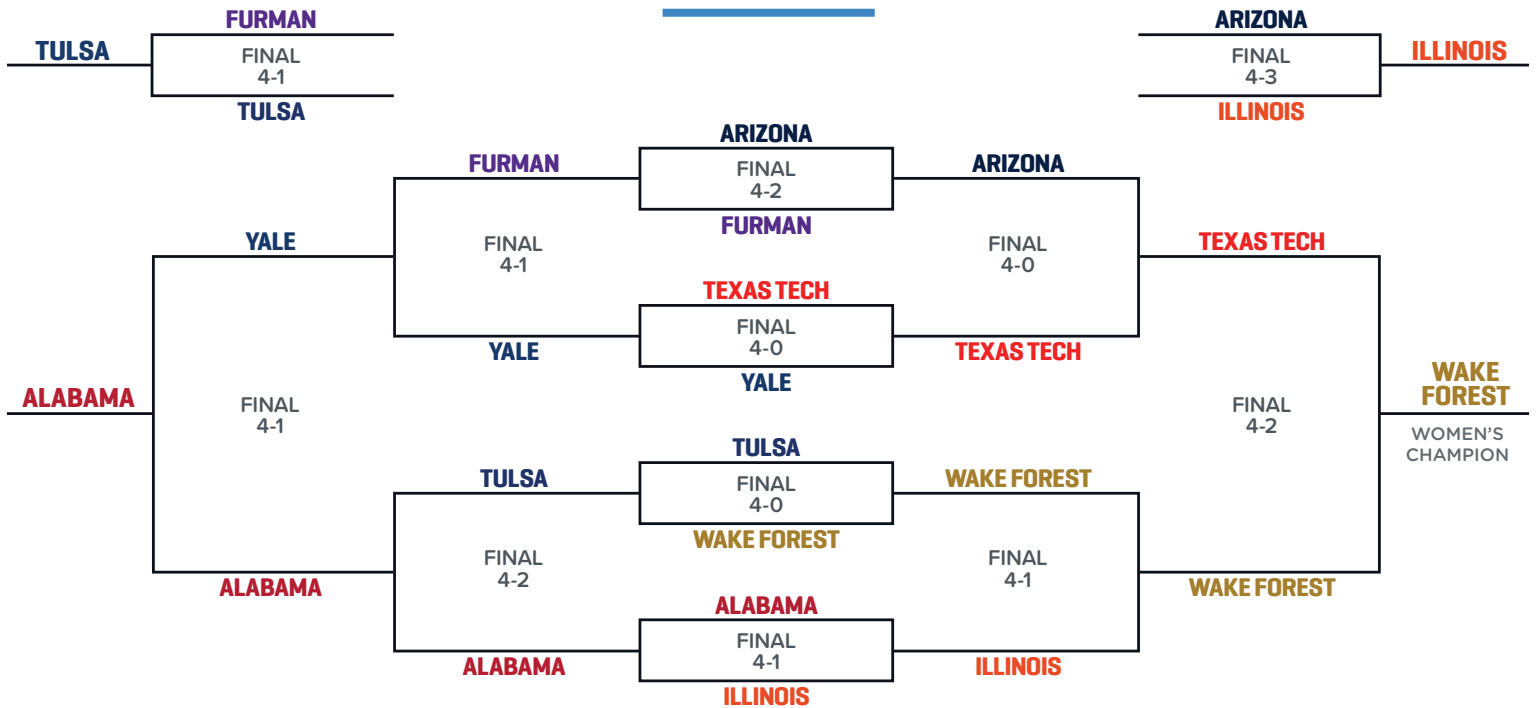 FURMAN
TULSA
FINAL
4-1
TULSA
ARIZONA
ILLINOIS
FINAL
4-3
ILLINOIS
ARIZONA
FURMAN
FINAL
4-2
ARIZONA
FURMAN
YALE
FINAL
4-1
FINAL
4-0
TEXAS TECH
TEXAS TECH
YALE
FINAL
4-0
TEXAS TECH
YALE
ALABAMA
FINAL
4-1
FINAL
4-2
WAKE
FOREST
WOMEN'S
CHAMPION
TULSA
TULSA
FINAL
4-0
WAKE FOREST
WAKE FOREST
FINAL
4-2
FINAL
4-1
ALABAMA
WAKE FOREST
ALABAMA
ALABAMA
FINAL
4-1
ILLINOIS
ILLINOIS